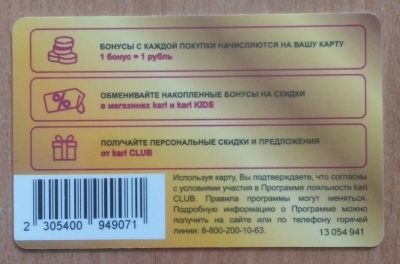 БОНУСЫ С КАЖДОЙ ПОКУПКИ НАЧИСЛЯЮТСЯ НА ВАШУ КАРТУ
1 бонус = 1 рубль
%
ОБМЕНИВАЙТЕ НАКОПЛЕННЫЕ БОНУСЫ НА СКИДКИ
в магазинах kari и kari KIDS
ПОЛУЧАЙТЕ ПЕРСОНАЛЬНЫЕ СКИДКИ И ПРЕДЛОЖЕНИЯ
от kari CLUB
Используя карту, Вы подтверждаете, что согласны
с условиями участия в Программе лояльности kari
CLUB. Правила программы могут меняться.
Подробную информацию о Программе можно
получить на сайте или по телефону горячей
линии: 8-800-200-10-63.
13 054 941
2 305400 949071